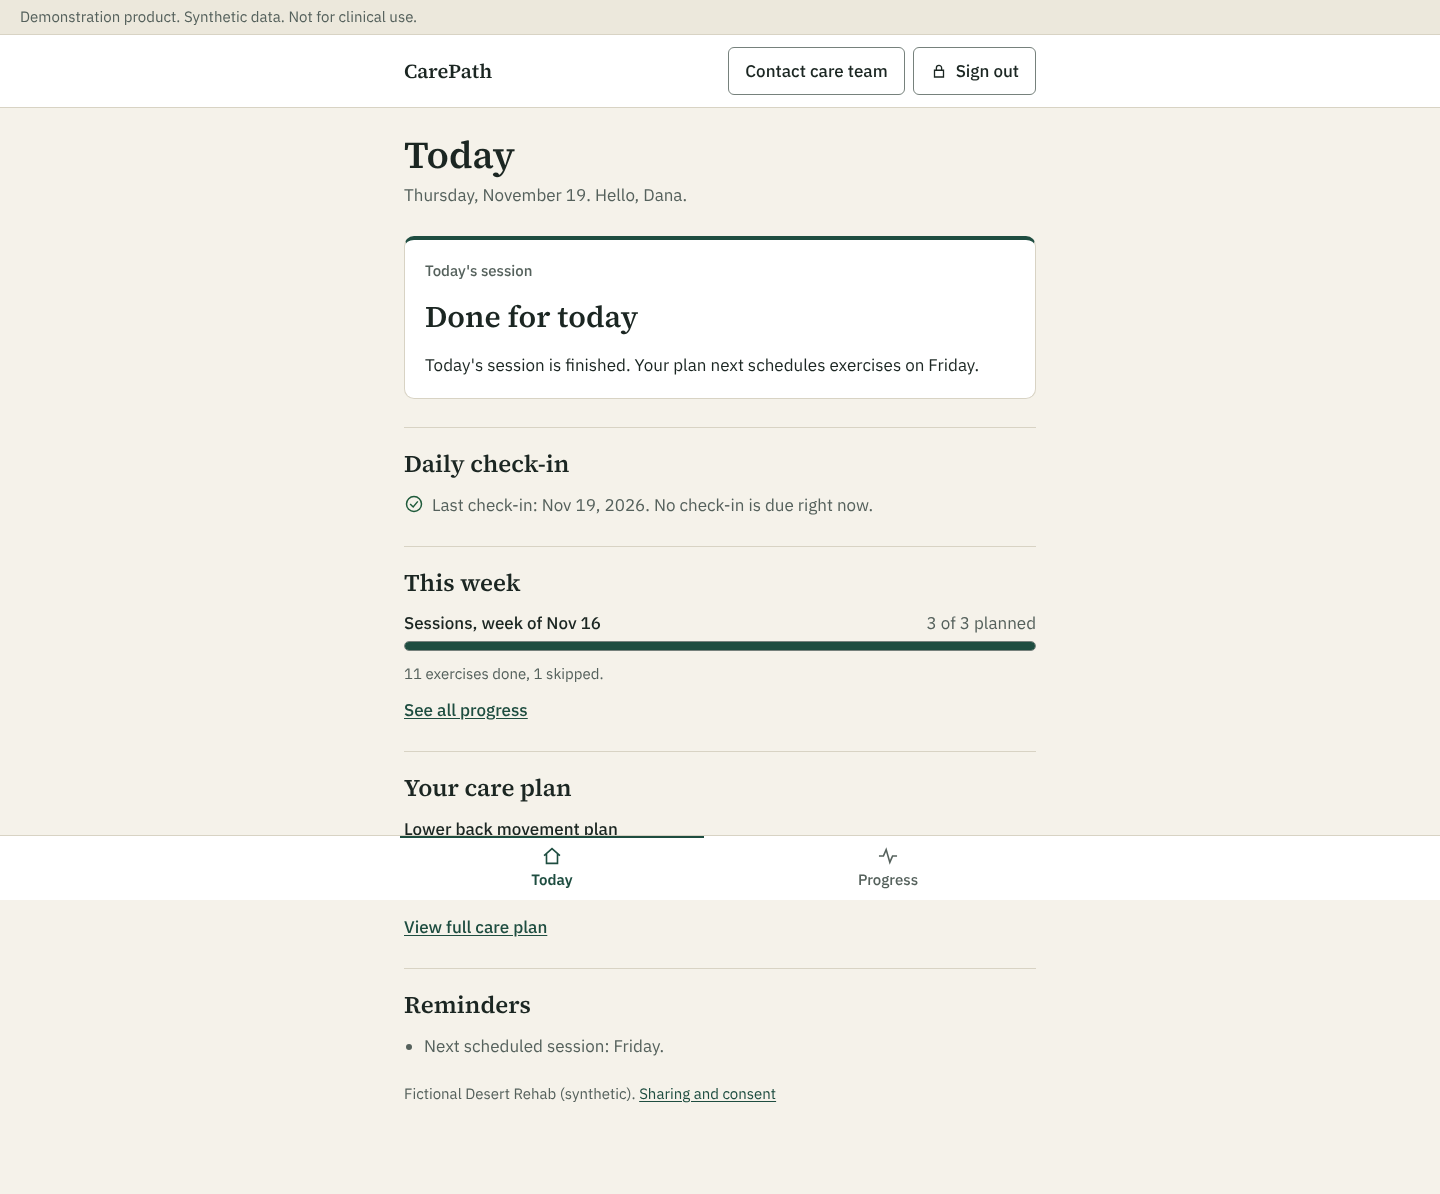 Demonstration product. Synthetic data. Not for clinical use.
CarePath
Contact care team
Sign out
Today
Thursday, November 19. Hello, Dana.
Today's session
Done for today
Today's session is finished. Your plan next schedules exercises on Friday.
Daily check-in
Last check-in: Nov 19, 2026. No check-in is due right now.
This week
Sessions, week of Nov 16
3 of 3 planned
11 exercises done, 1 skipped.
See all progress
Your care plan
Lower back movement plan
Today
Progress
View full care plan
Reminders
Next scheduled session: Friday.
Fictional Desert Rehab (synthetic). Sharing and consent